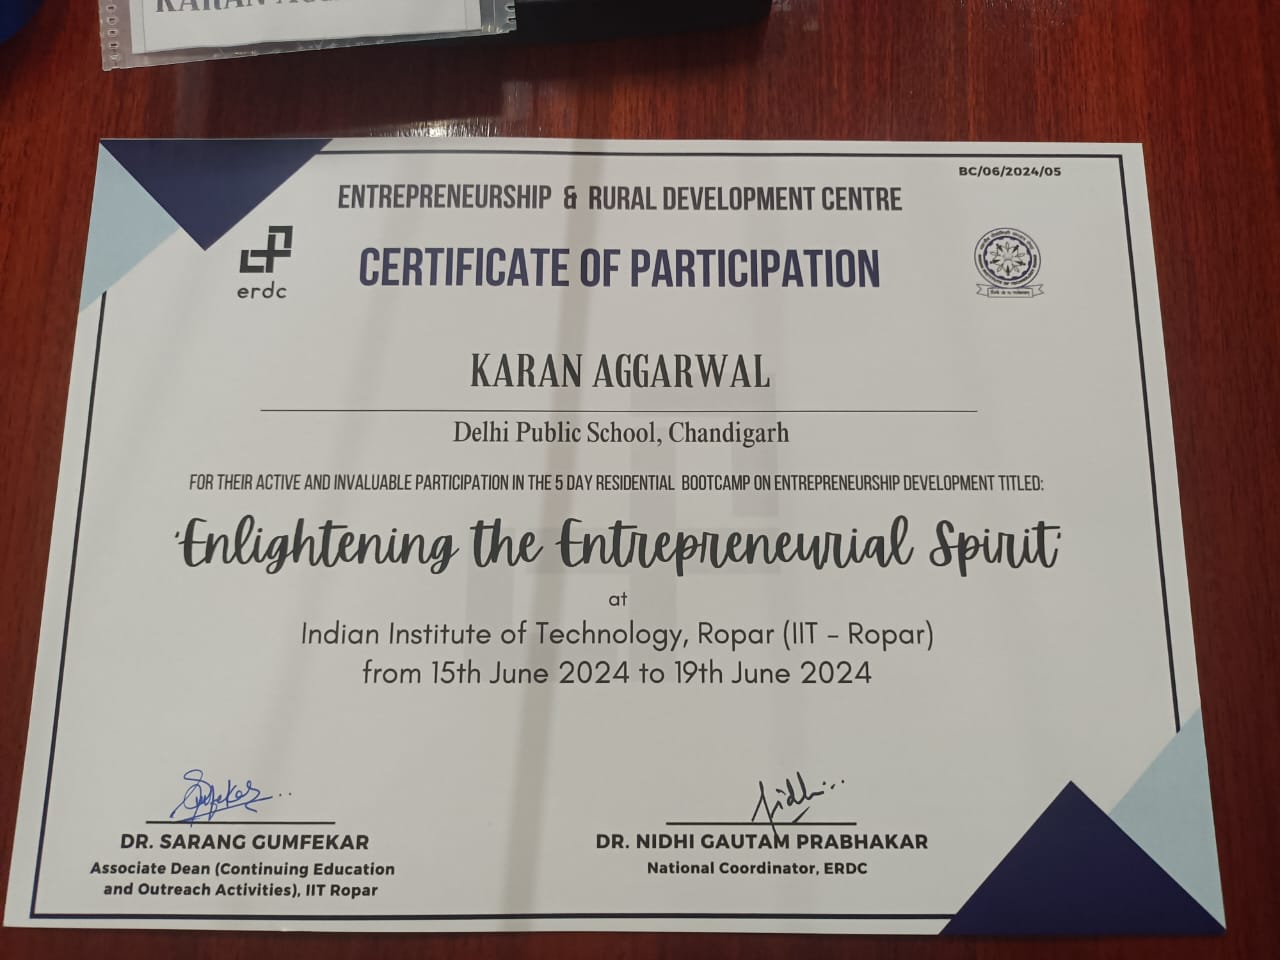 KARAN
BC/06/2024/05
ENTREPRENEURSHIP & RURAL DEVELOPMENT CENTRE
erdc
CERTIFICATE OF PARTICIPATION
KARAN AGGARWAL
Delhi Public School, Chandigarh
FOR THEIR ACTIVE AND INVALUABLE PARTICIPATION IN THE 5 DAY RESIDENTIAL BOOTCAMP ON ENTREPRENEURSHIP DEVELOPMENT TITLED:
'Enlightening the Entrepreneurial Spirit'
at
Indian Institute of Technology, Ropar (IIT - Ropar)
from 15th June 2024 to 19th June 2024
DR. SARANG GUMFEKAR
Associate Dean (Continuing Education
and Outreach Activities), IIT Ropar
DR. NIDHI GAUTAM PRABHAKAR
National Coordinator, ERDC